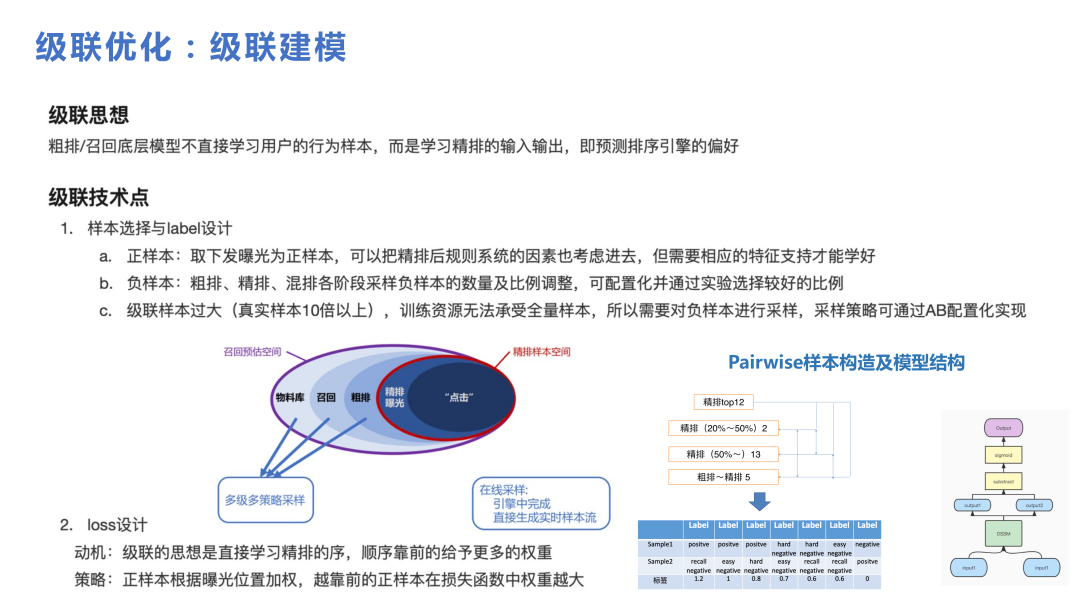 级联优化：级联建模
级联思想
粗排/召回底层模型不直接学习用户的行为样本，而是学习精排的输入输出，即预测排序引擎的偏好
级联技术点
1. 样本选择与label设计
a. 正样本：取下发曝光为正样本，可以把精排后规则系统的因素也考虑进去，但需要相应的特征支持才能学好
b. 负样本：粗排、精排、混排各阶段采样负样本的数量及比例调整，可配置化并通过实验选择较好的比例
c. 级联样本过大（真实样本10倍以上），训练资源无法承受全量样本，所以需要对负样本进行采样，采样策略可通过AB配置化实现
召回预估空间
精排样本空间
物料库 召回 粗排 精排曝光 “点击”
多级多策略采样
在线采样:
引擎中完成
直接生成实时样本流
2. loss设计
动机：级联的思想是直接学习精排的序，顺序靠前的给予更多的权重
策略：正样本根据曝光位置加权，越靠前的正样本在损失函数中权重越大
Pairwise样本构造及模型结构
精排top12
精排（20%～50%）2
精排（50%～）13
粗排～精排 5
Label Label Label Label Label Label Label
Sample1 positve positve positve hard negative hard negative easy negative negative
Sample2 recall negative easy negative hard negative easy negative recall negative recall negative positve
标签 1.2 1 0.8 0.7 0.6 0.6 0
Output
sigmoid
substract
output1 output2
DSSM
input1 input1